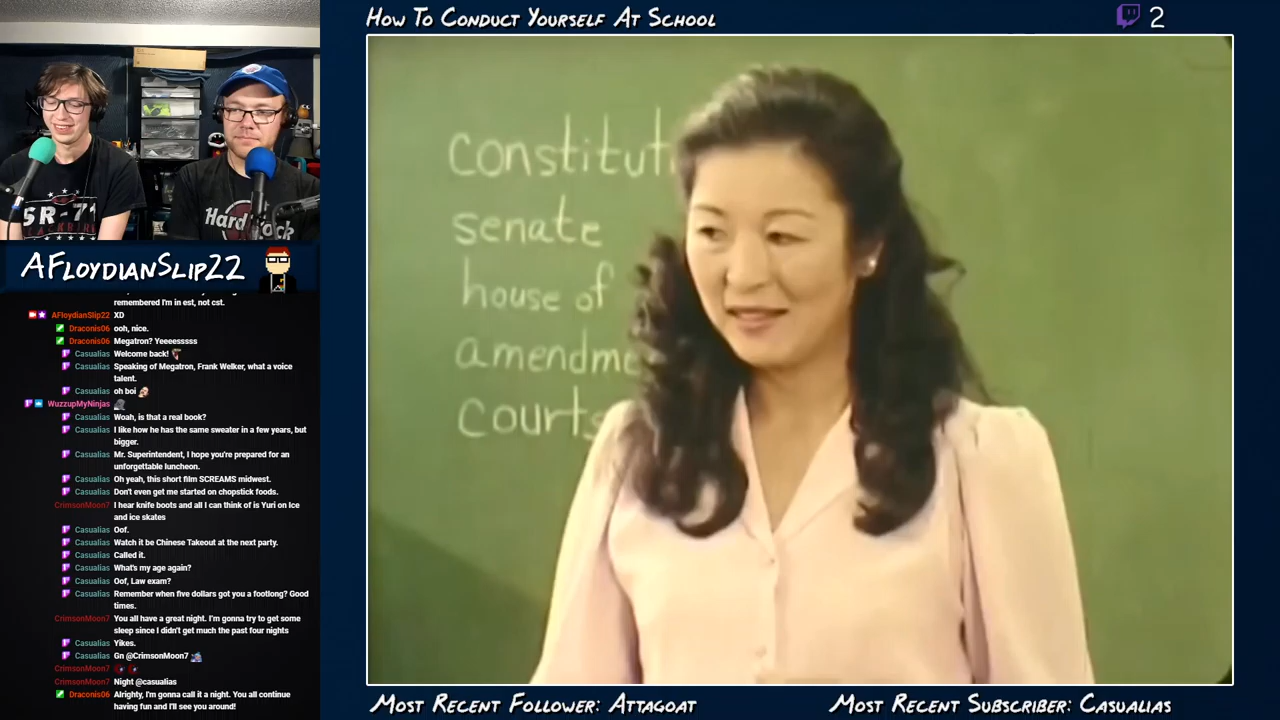 How To Conduct Yourself At School
2
SR-71
BLACKBIRD
Hard Rock
AFloydianSlip22
constitut
senate
house of
amendme
courts
remembered I'm in est, not cst.
AFloydianSlip22 XD
Draconis06 ooh, nice.
Draconis06 Megatron? Yeeeesssss
Casualias Welcome back!
Casualias Speaking of Megatron, Frank Welker, what a voice
talent.
Casualias oh boi
WuzzupMyNinjas
Casualias Woah, is that a real book?
Casualias I like how he has the same sweater in a few years, but
bigger.
Casualias Mr. Superintendent, I hope you're prepared for an
unforgettable luncheon.
Casualias Oh yeah, this short film SCREAMS midwest.
Casualias Don't even get me started on chopstick foods.
CrimsonMoon7 I hear knife boots and all I can think of is Yuri on Ice
and ice skates
Casualias Oof.
Casualias Watch it be Chinese Takeout at the next party.
Casualias Called it.
Casualias What's my age again?
Casualias Oof, Law exam?
Casualias Remember when five dollars got you a footlong? Good
times.
CrimsonMoon7 You all have a great night. I'm gonna try to get some
sleep since I didn't get much the past four nights
Casualias Yikes.
Casualias Gn @CrimsonMoon7
CrimsonMoon7
CrimsonMoon7 Night @casualias
Draconis06 Alrighty, I'm gonna call it a night. You all continue
having fun and I'll see you around!
Most Recent Follower: Attagoat
Most Recent Subscriber: Casualias